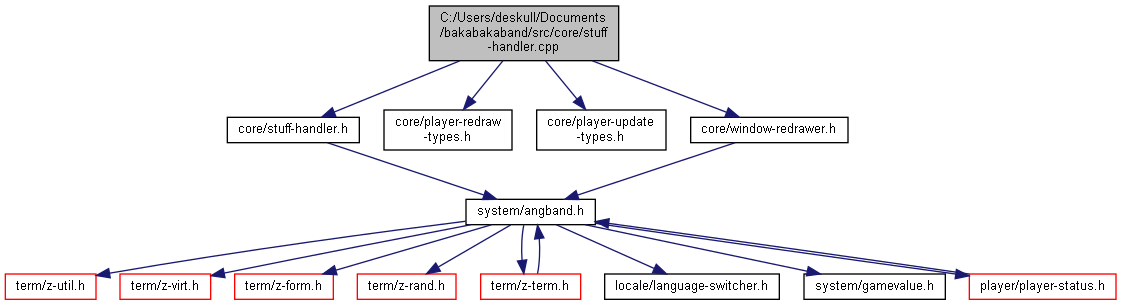 C:/Users/deskull/Documents
/bakabakaband/src/core/stuff
-handler.cpp
core/stuff-handler.h
core/player-redraw
-types.h
core/player-update
-types.h
core/window-redrawer.h
system/angband.h
term/z-util.h
term/z-virt.h
term/z-form.h
term/z-rand.h
term/z-term.h
locale/language-switcher.h
system/gamevalue.h
player/player-status.h